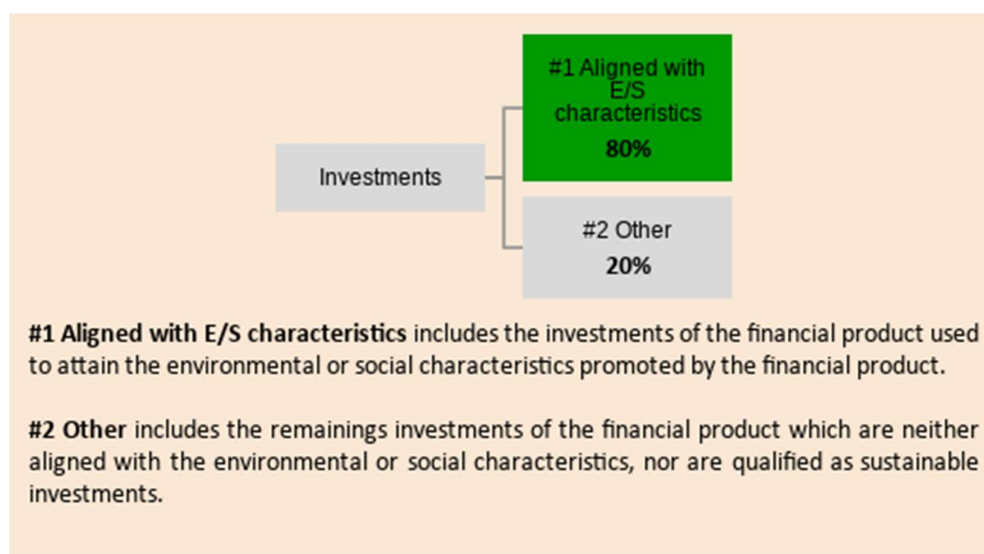 #1 Aligned with
E/S
characteristics
80%
Investments
#2 Other
20%
#1 Aligned with E/S characteristics includes the investments of the financial product used
to attain the environmental or social characteristics promoted by the financial product.
#2 Other includes the remainings investments of the financial product which are neither
aligned with the environmental or social characteristics, nor are qualified as sustainable
investments.